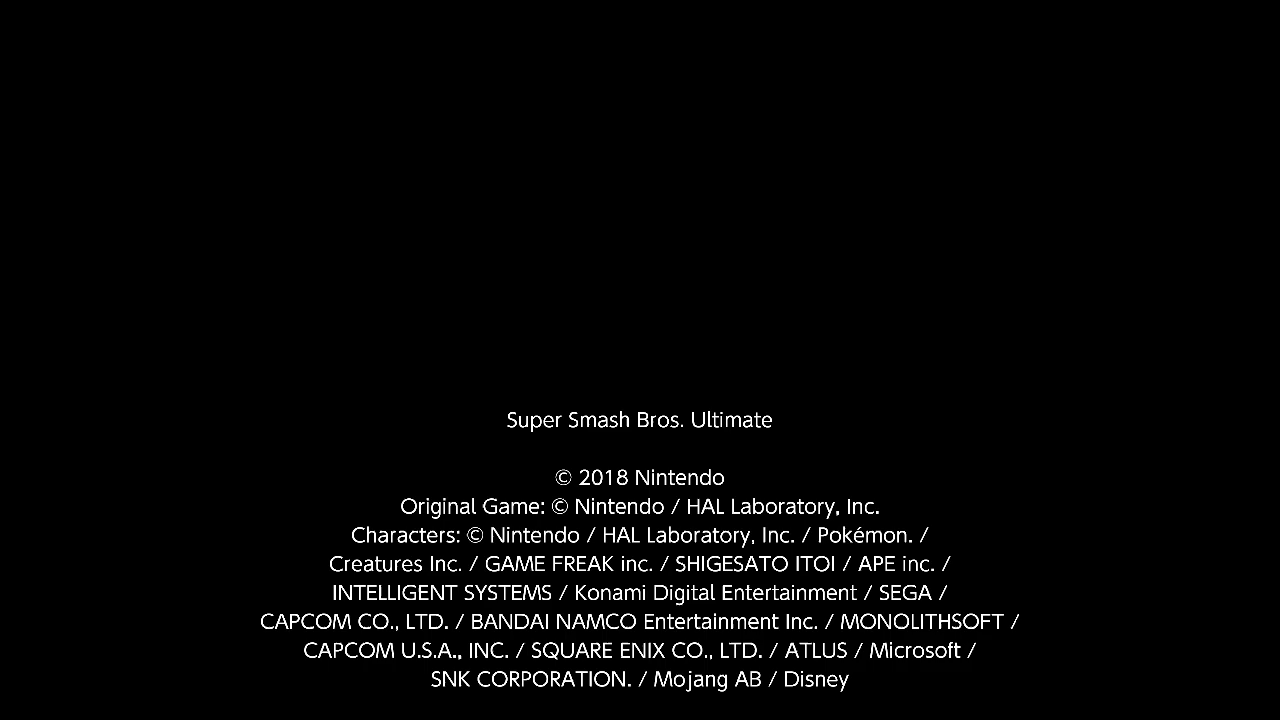 Super Smash Bros. Ultimate
© 2018 Nintendo
Original Game: © Nintendo / HAL Laboratory, Inc.
Characters: © Nintendo / HAL Laboratory, Inc. / Pokémon. /
Creatures Inc. / GAME FREAK inc. / SHIGESATO ITOI / APE inc. /
INTELLIGENT SYSTEMS / Konami Digital Entertainment / SEGA /
CAPCOM CO., LTD. / BANDAI NAMCO Entertainment Inc. / MONOLITHSOFT /
CAPCOM U.S.A., INC. / SQUARE ENIX CO., LTD. / ATLUS / Microsoft /
SNK CORPORATION. / Mojang AB / Disney